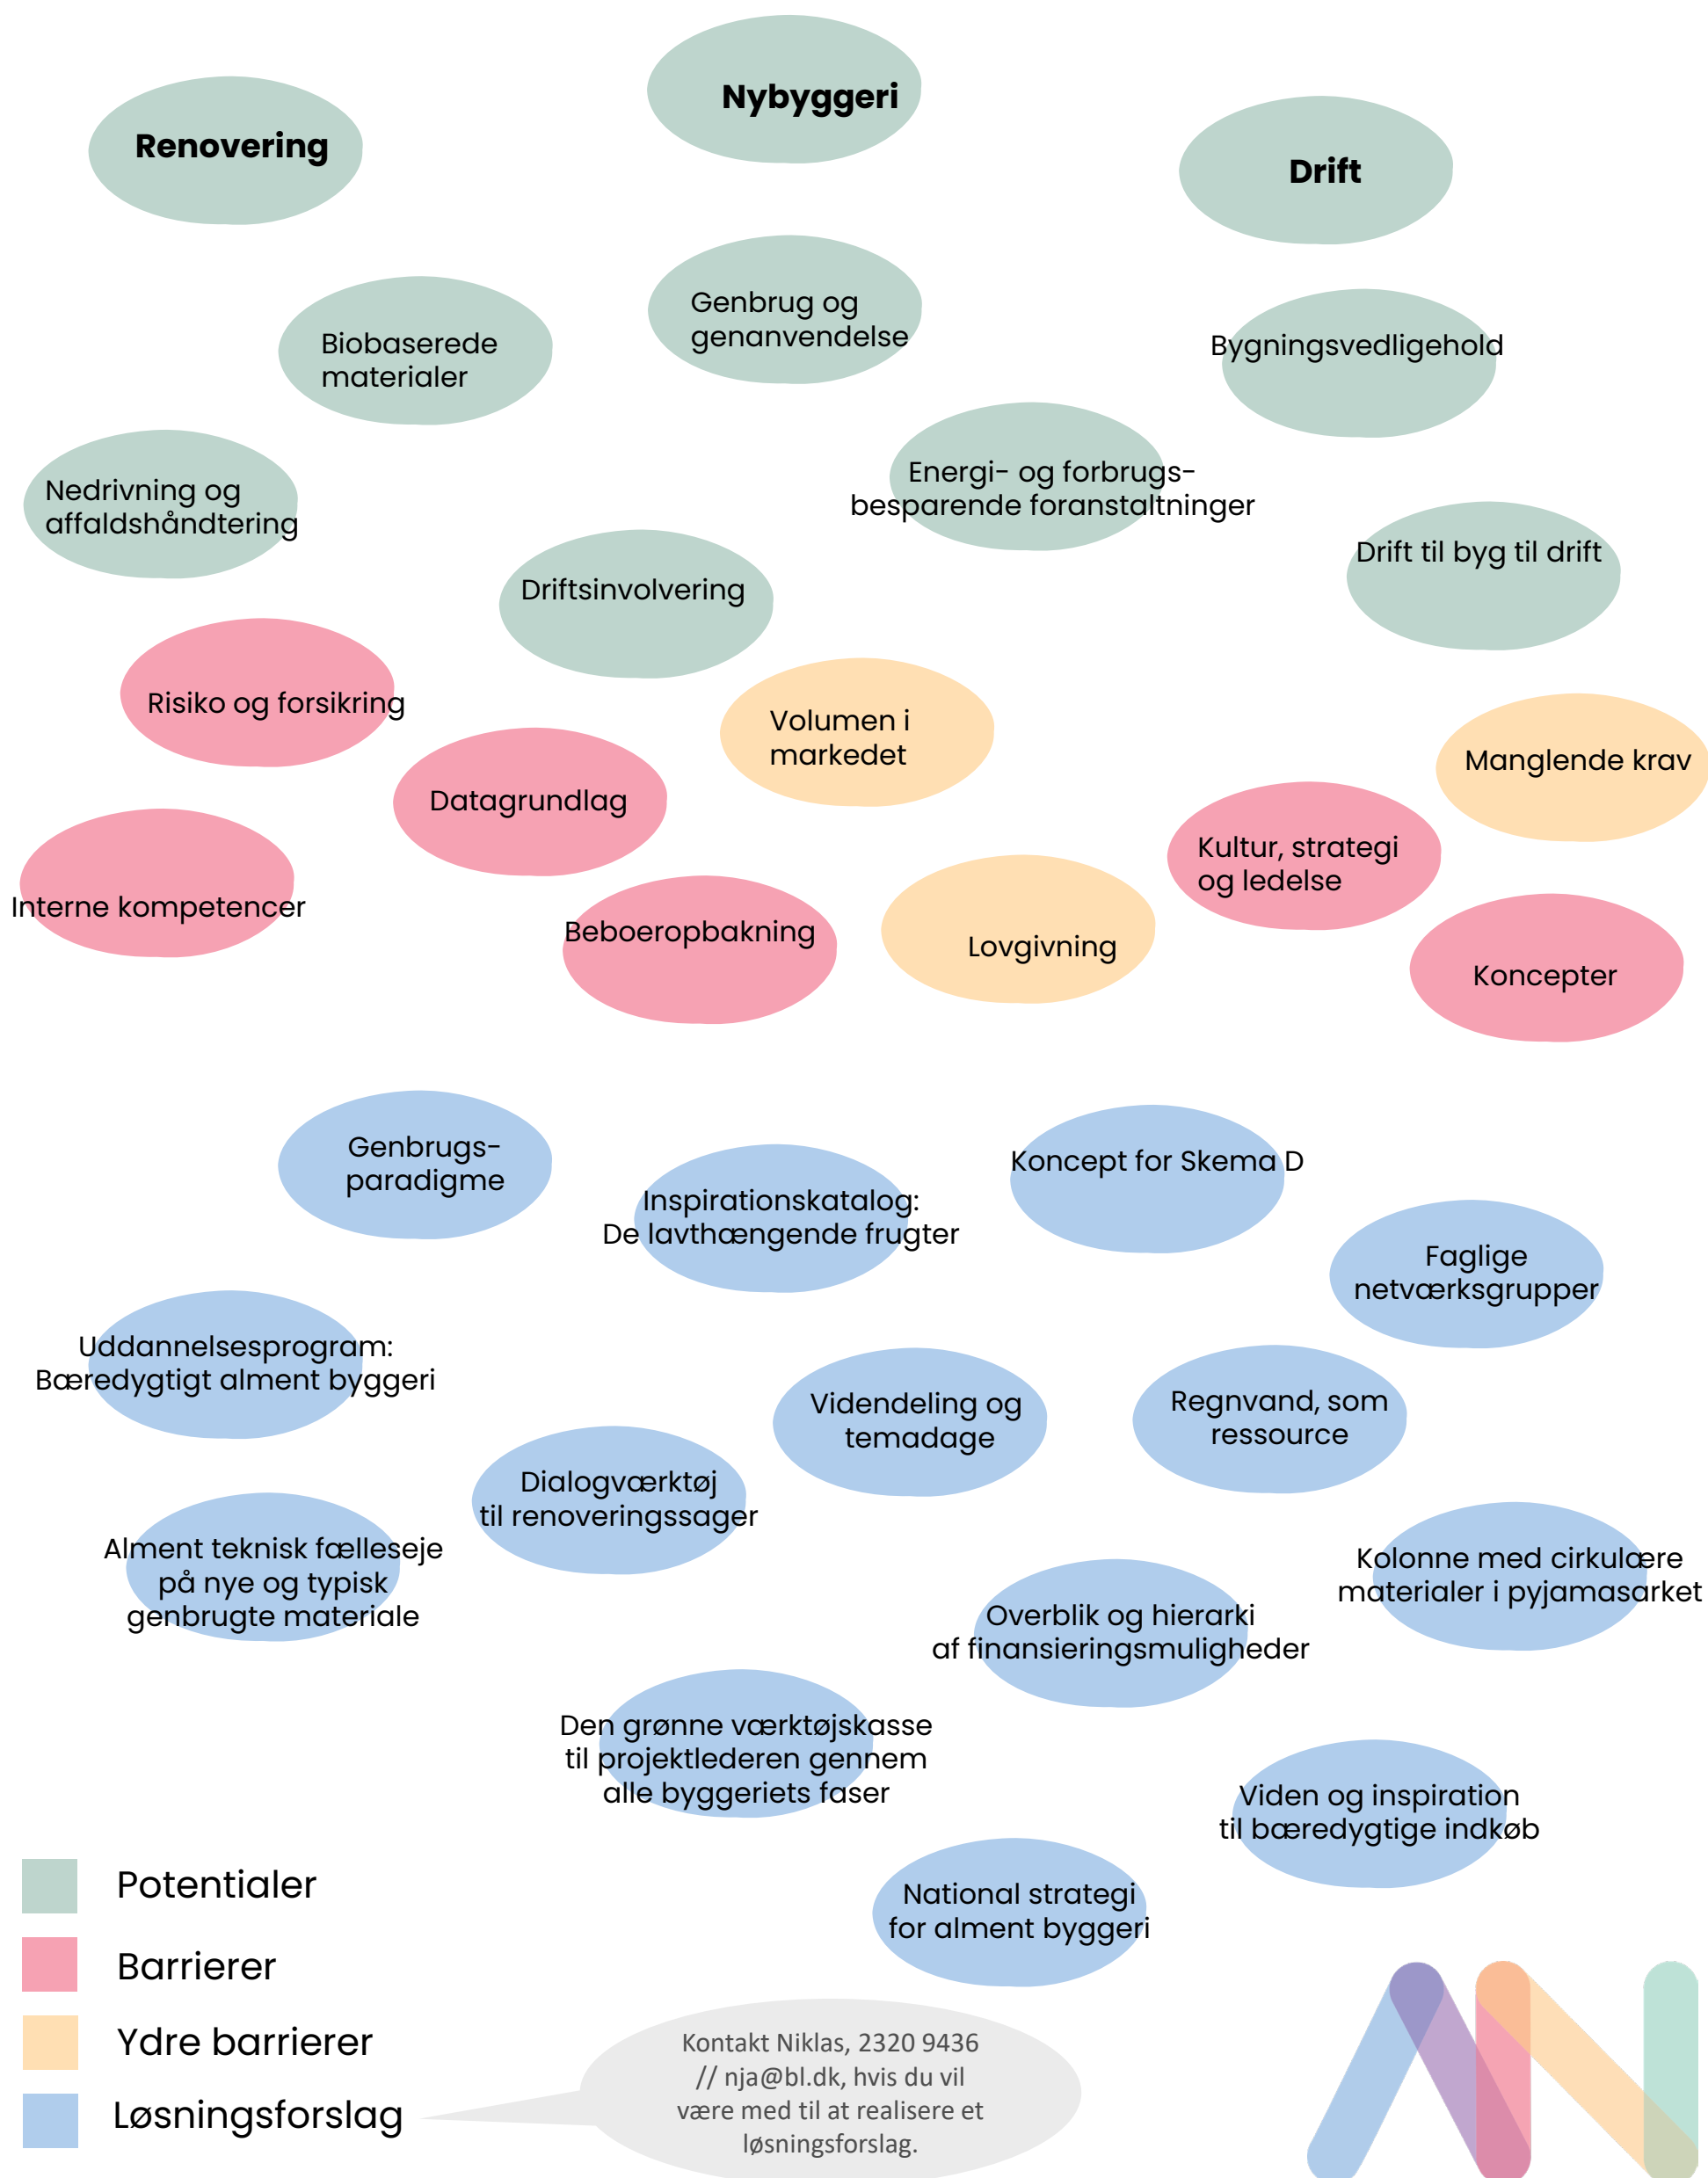 Nybyggeri
Renovering
Drift
Genbrug og
genanvendelse
Biobaserede
materialer
Bygningsvedligehold
Nedrivning og
affaldshåndtering
Energi- og forbrugs-
besparende foranstaltninger
Drift til byg til drift
Driftsinvolvering
Risiko og forsikring
Volumen i
markedet
Manglende krav
Datagrundlag
Kultur, strategi
og ledelse
Interne kompetencer
Beboeropbakning
Lovgivning
Koncepter
Genbrugs-
paradigme
Koncept for Skema D
Inspirationskatalog:
De lavthængende frugter
Faglige
netværksgrupper
Uddannelsesprogram:
Bæredygtigt alment byggeri
Videndeling og
temadage
Regnvand, som
ressource
Dialogværktøj
til renoveringssager
Alment teknisk fælleseje
på nye og typisk
genbrugte materiale
Kolonne med cirkulære
materialer i pyjamasarket
Overblik og hierarki
af finansieringsmuligheder
Den grønne værktøjskasse
til projektlederen gennem
alle byggeriets faser
Viden og inspiration
til bæredygtige indkøb
National strategi
for alment byggeri
Potentialer
Barrierer
Ydre barrierer
Løsningsforslag
Kontakt Niklas, 2320 9436
// nja@bl.dk, hvis du vil
være med til at realisere et
løsningsforslag.